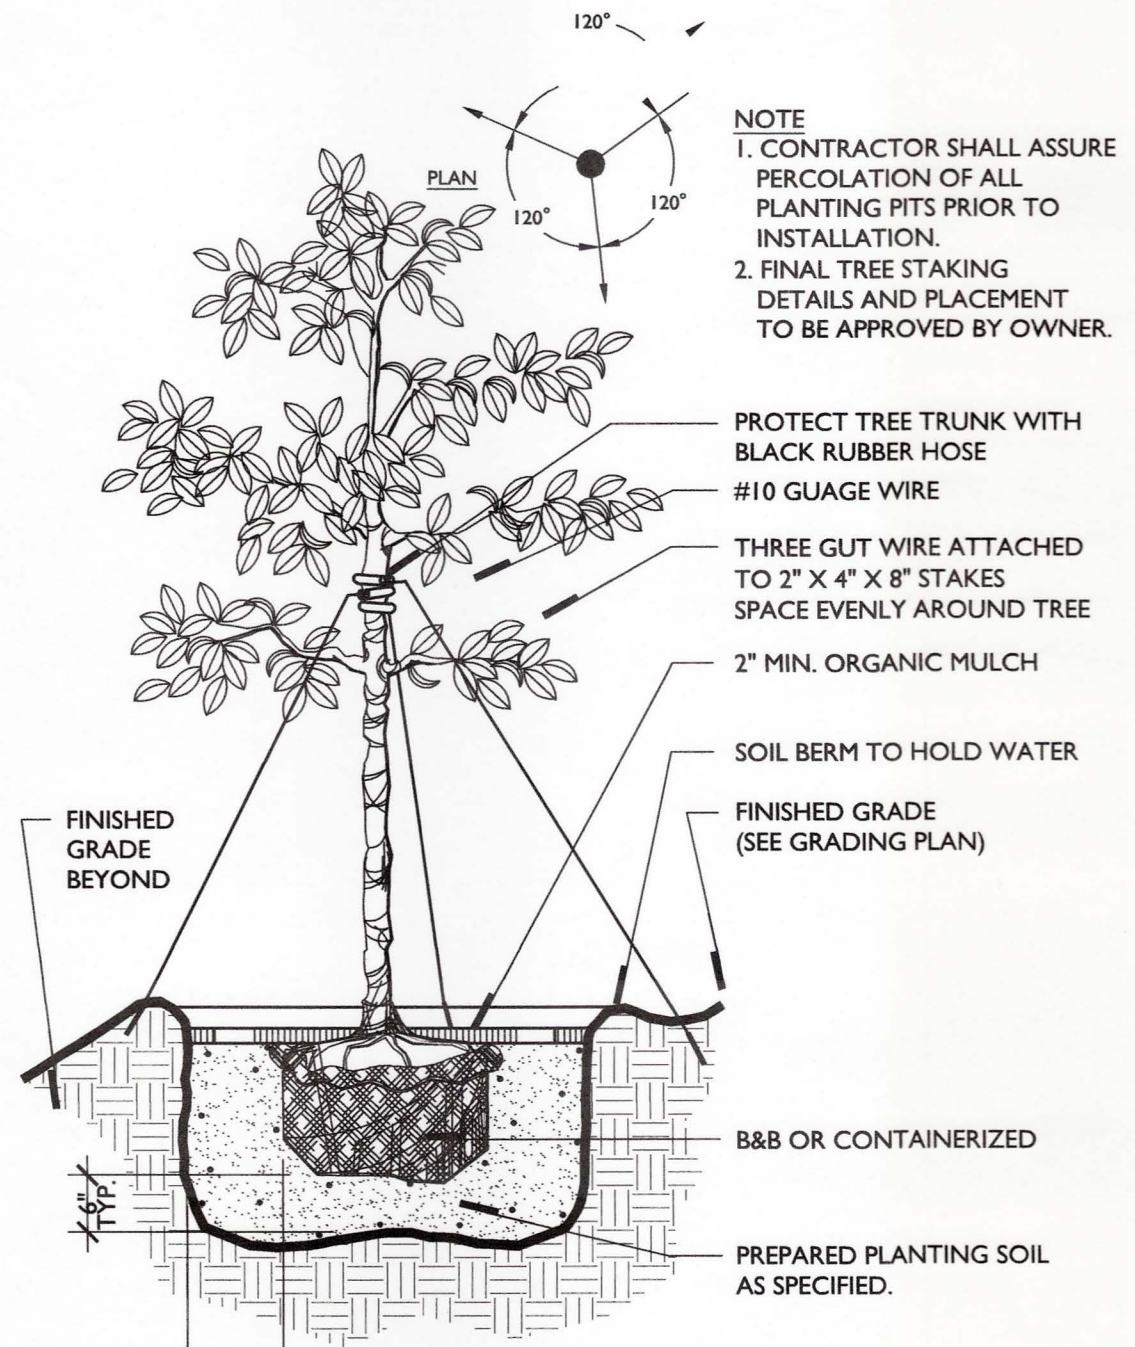 120°
PLAN
120°
120°
NOTE
1. CONTRACTOR SHALL ASSURE
PERCOLATION OF ALL
PLANTING PITS PRIOR TO
INSTALLATION.
2. FINAL TREE STAKING
DETAILS AND PLACEMENT
TO BE APPROVED BY OWNER.
PROTECT TREE TRUNK WITH
BLACK RUBBER HOSE
#10 GUAGE WIRE
THREE GUT WIRE ATTACHED
TO 2" X 4" X 8" STAKES
SPACE EVENLY AROUND TREE
2" MIN. ORGANIC MULCH
SOIL BERM TO HOLD WATER
FINISHED GRADE
(SEE GRADING PLAN)
FINISHED
GRADE
BEYOND
B&B OR CONTAINERIZED
6"
TYP.
PREPARED PLANTING SOIL
AS SPECIFIED.